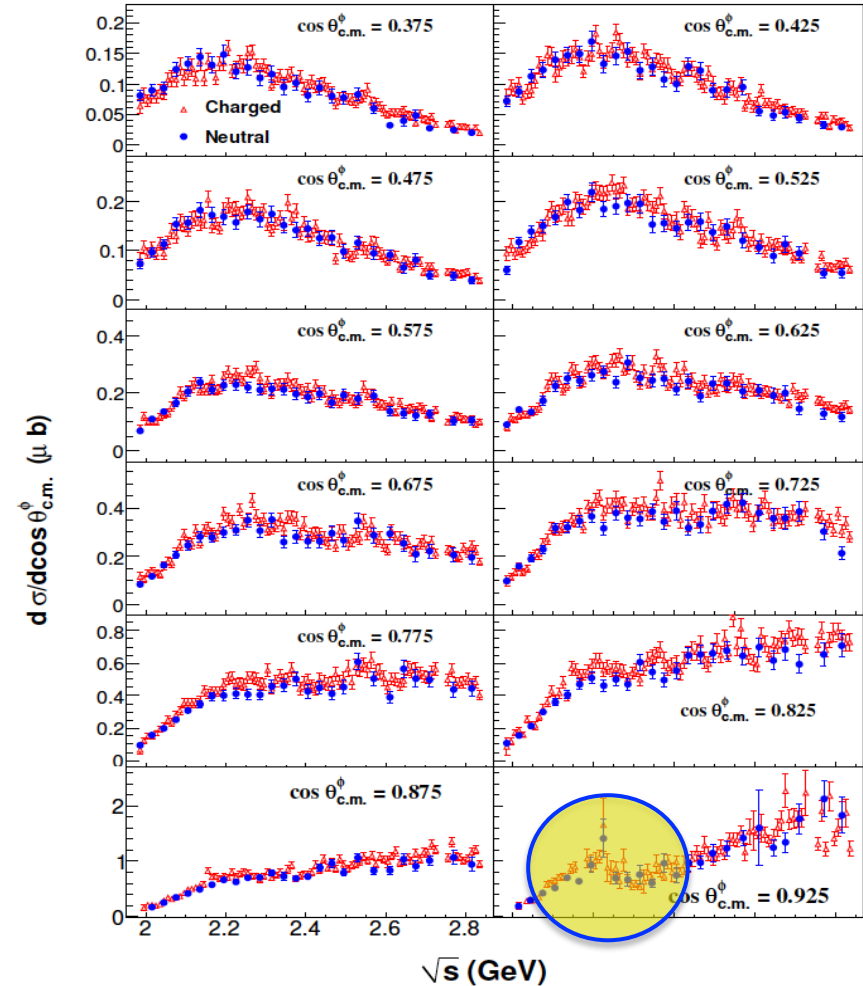 cos θ^φ_c.m. = 0.375
cos θ^φ_c.m. = 0.425
0.2
0.15
0.1
0.05
0
Charged
Neutral
cos θ^φ_c.m. = 0.475
cos θ^φ_c.m. = 0.525
0.2
0.1
0
cos θ^φ_c.m. = 0.575
cos θ^φ_c.m. = 0.625
0.4
0.2
0
cos θ^φ_c.m. = 0.675
cos θ^φ_c.m. = 0.725
0.4
0.2
0
cos θ^φ_c.m. = 0.775
cos θ^φ_c.m. = 0.825
0.8
0.6
0.4
0.2
0
cos θ^φ_c.m. = 0.875
cos θ^φ_c.m. = 0.925
2
1
0
2 2.2 2.4 2.6 2.8
d σ/dcos θ^φ_c.m. (μ b)
√s (GeV)